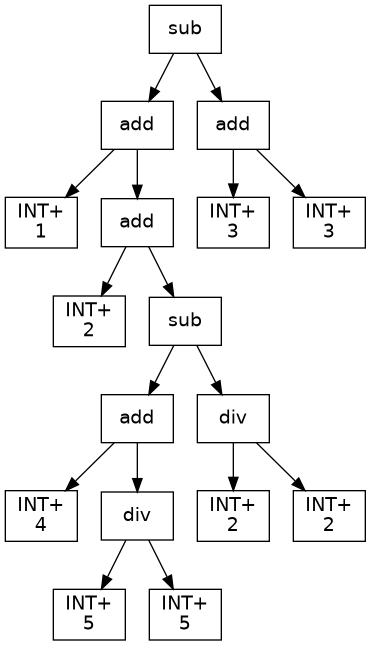 sub
add
add
INT+
1
add
INT+
3
INT+
3
INT+
2
sub
add
div
INT+
4
div
INT+
2
INT+
2
INT+
5
INT+
5